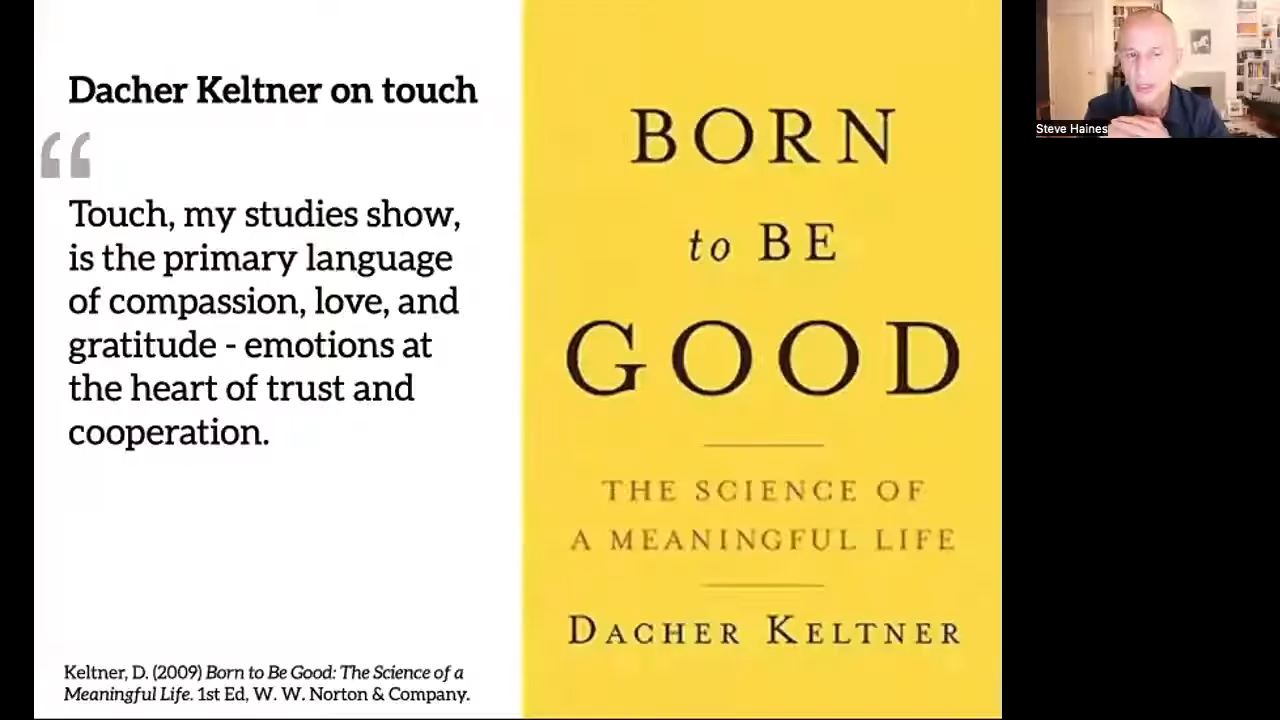 Dacher Keltner on touch
“
Touch, my studies show,
is the primary language
of compassion, love, and
gratitude - emotions at
the heart of trust and
cooperation.
Keltner, D. (2009) Born to Be Good: The Science of a
Meaningful Life. 1st Ed, W. W. Norton & Company.
BORN
to BE
GOOD
THE SCIENCE OF
A MEANINGFUL LIFE
DACHER KELTNER
Steve Haines